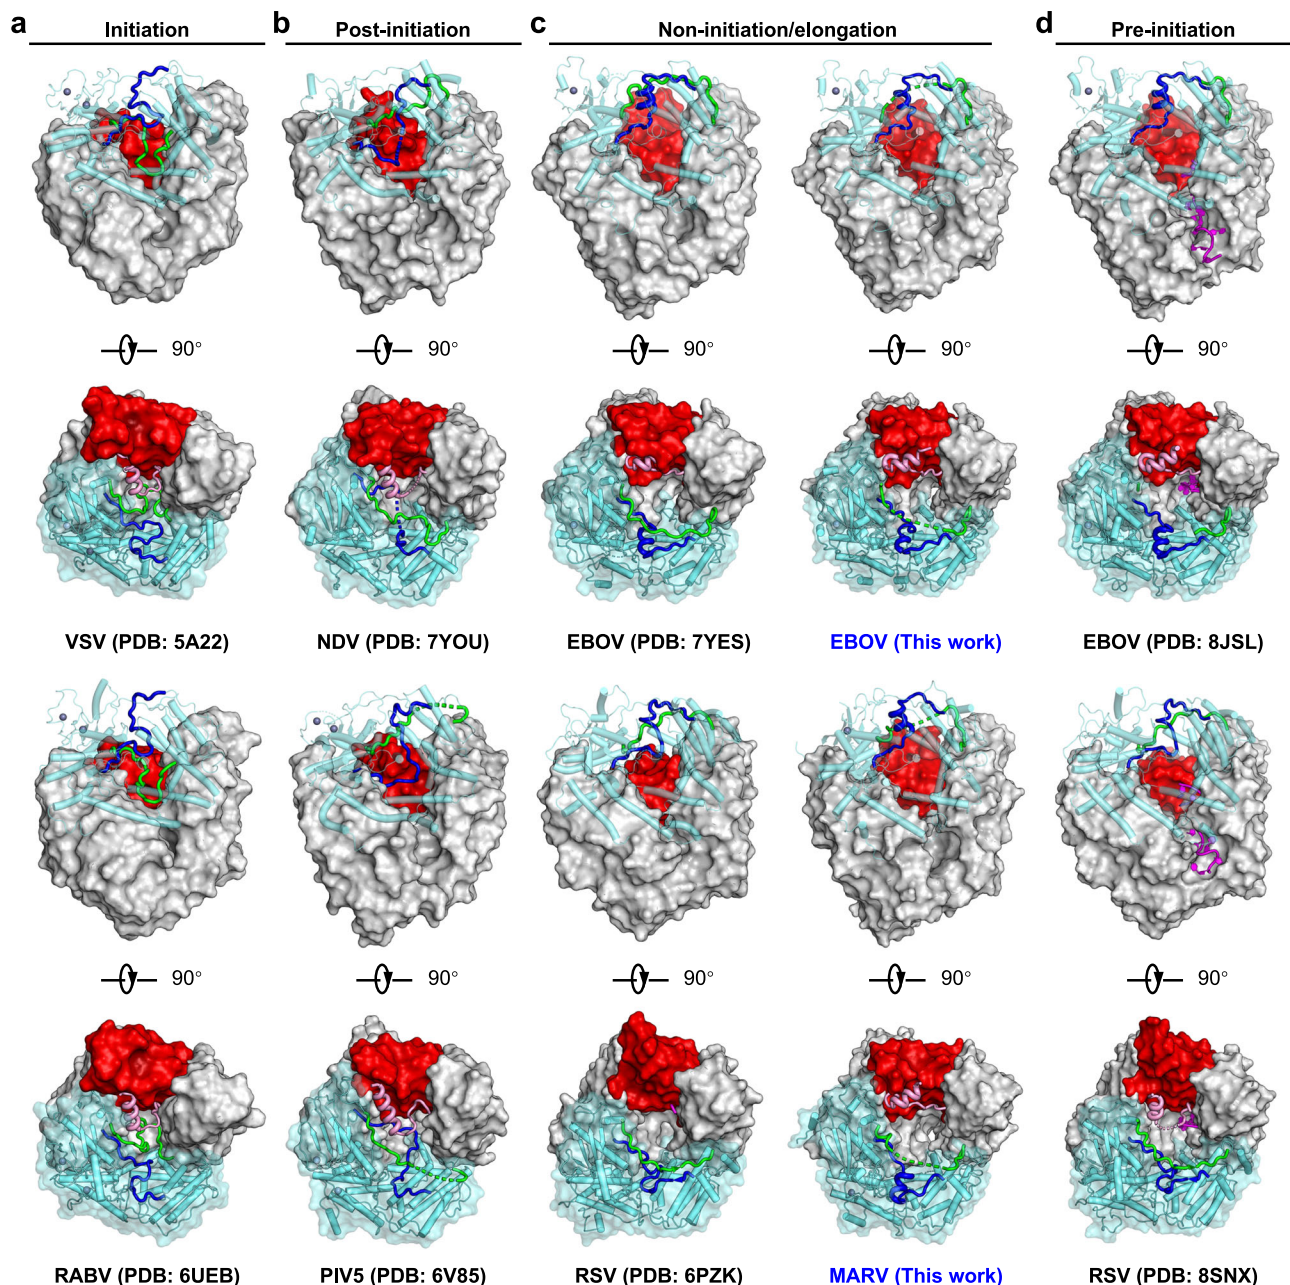 a Initiation b Post-initiation c Non-initiation/elongation d Pre-initiation
90° 90° 90° 90° 90°
VSV (PDB: 5A22) NDV (PDB: 7YOU) EBOV (PDB: 7YES) EBOV (This work) EBOV (PDB: 8JSL)
90° 90° 90° 90° 90°
RABV (PDB: 6UEB) PIV5 (PDB: 6V85) RSV (PDB: 6PZK) MARV (This work) RSV (PDB: 8SNX)